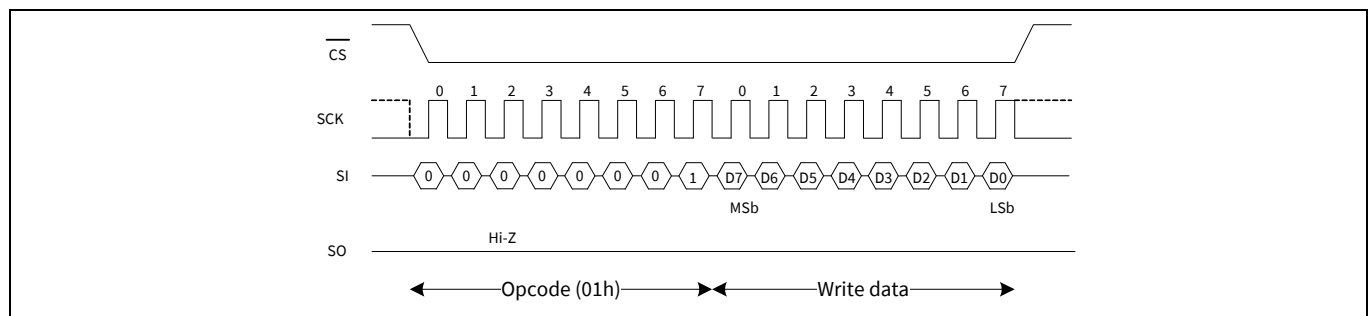 CS
0 1 2 3 4 5 6 7 0 1 2 3 4 5 6 7
SCK
SI 0 0 0 0 0 0 0 1 D7 D6 D5 D4 D3 D2 D1 D0
MSb LSb
Hi-Z
SO
Opcode (01h) Write data